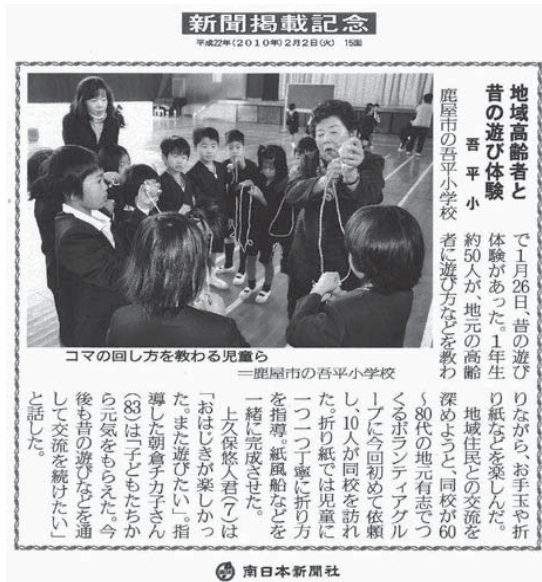 新聞掲載記念
平成22年(2010年)2月2日(火) 15面
地域高齢者と
昔の遊び体験
吾平小
鹿屋市の吾平小学校
で1月26日、昔の遊び
体験があった。1年生
約50人が、地元の高齢
者に遊び方などを教わ
コマの回し方を教わる児童ら
=鹿屋市の吾平小学校
りながら、お手玉や折
り紙などを楽しんだ。
地域住民との交流を
深めようと、同校が60
〜80代の地元有志でつ
くるボランティアグル
ープに今回初めて依頼
し、10人が同校を訪れ
た。折り紙では児童に
一つ一つ丁寧に折り方
を指導。紙風船などを
一緒に完成させた。
上久保悠人君(7)は
「おはじきが楽しかっ
た。また遊びたい」。指
導した朝倉チカ子さん
(83)は「子どもたちか
ら元気をもらえた。今
後も昔の遊びなどを通
して交流を続けたい」
と話した。
南日本新聞社